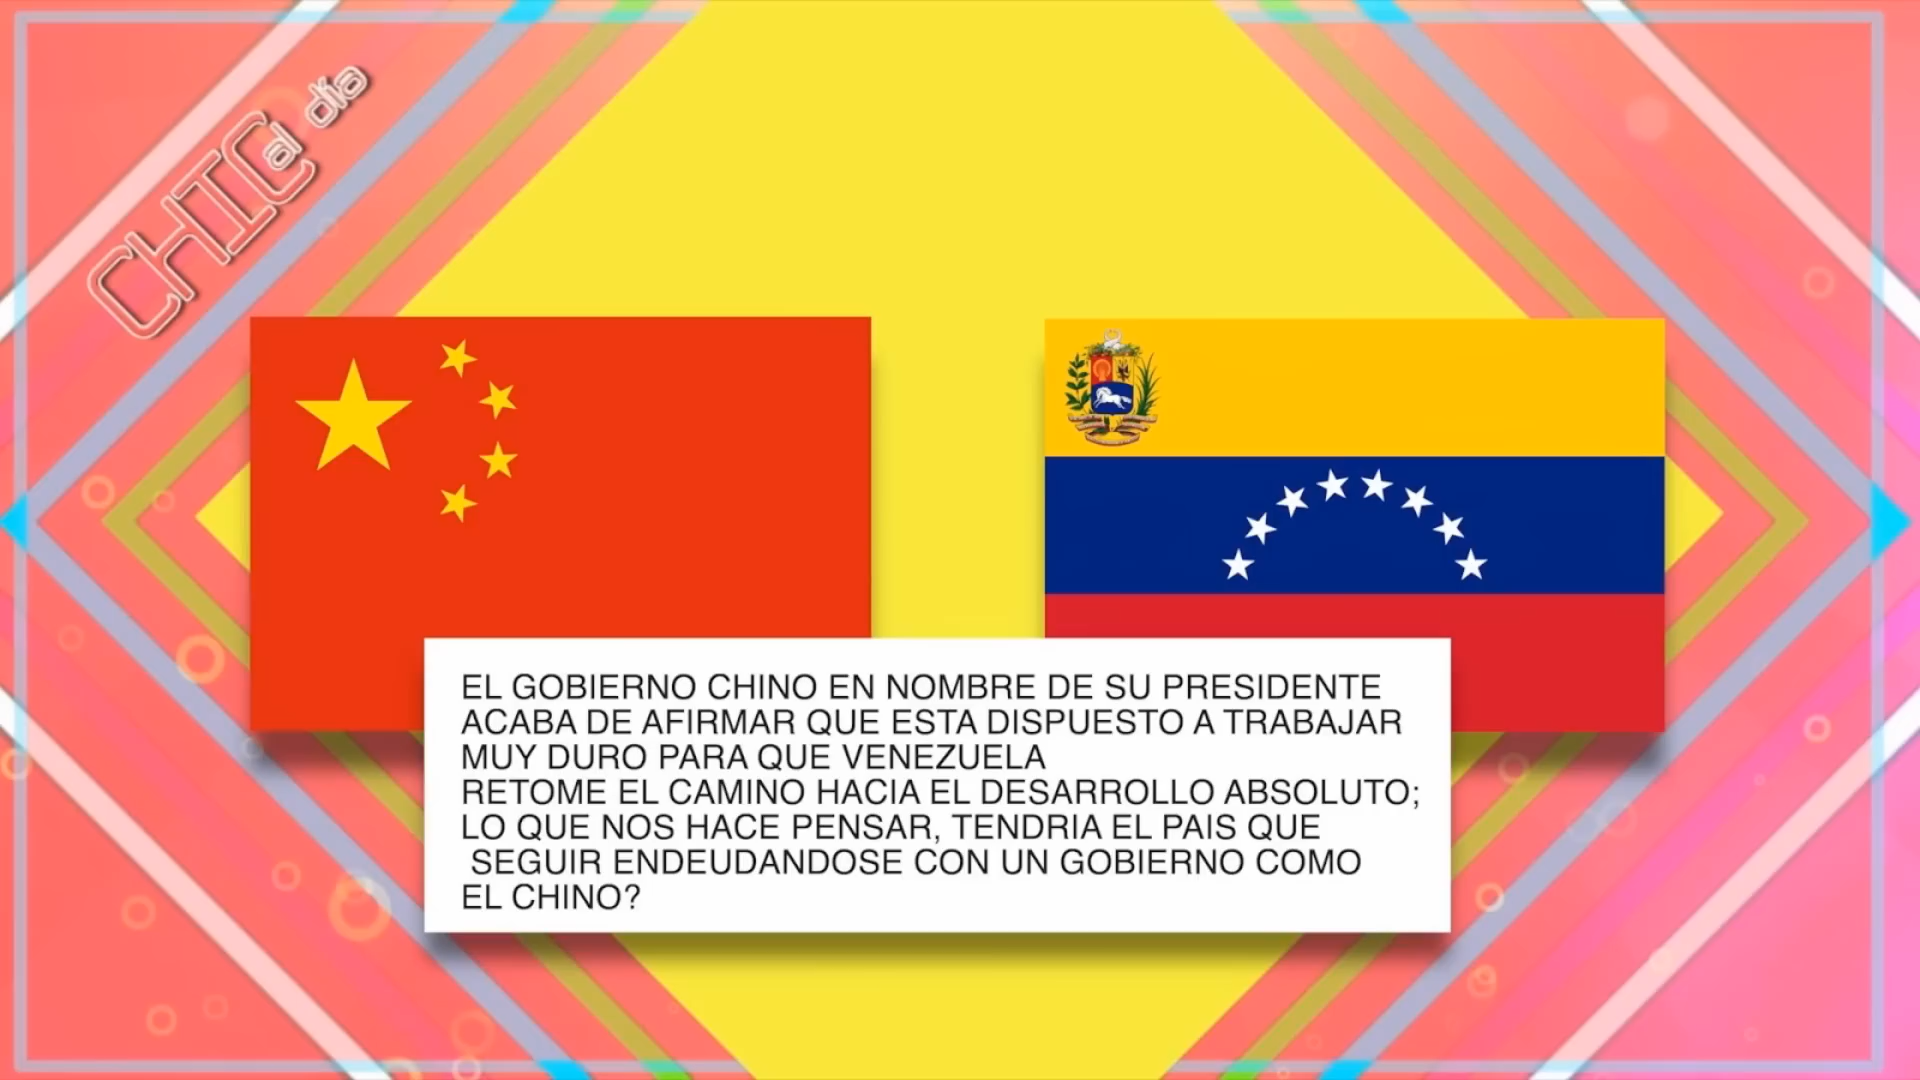 CHIC al día
EL GOBIERNO CHINO EN NOMBRE DE SU PRESIDENTE
ACABA DE AFIRMAR QUE ESTA DISPUESTO A TRABAJAR
MUY DURO PARA QUE VENEZUELA
RETOME EL CAMINO HACIA EL DESARROLLO ABSOLUTO;
LO QUE NOS HACE PENSAR, TENDRIA EL PAIS QUE
SEGUIR ENDEUDANDOSE CON UN GOBIERNO COMO
EL CHINO?